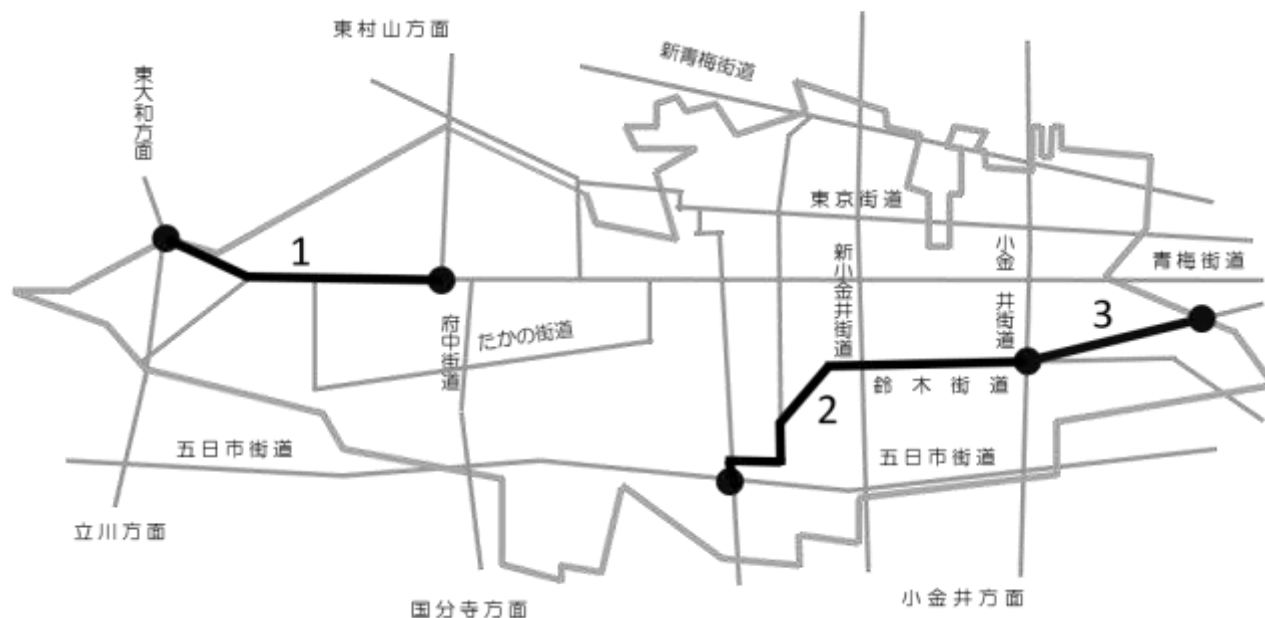 東村山方面
新青梅街道
東大和方面
東京街道
1
小金
井街道
新小金井街道
青梅街道
3
府中街道
たかの街道
鈴木街道
2
五日市街道
五日市街道
立川方面
国分寺方面
小金井方面